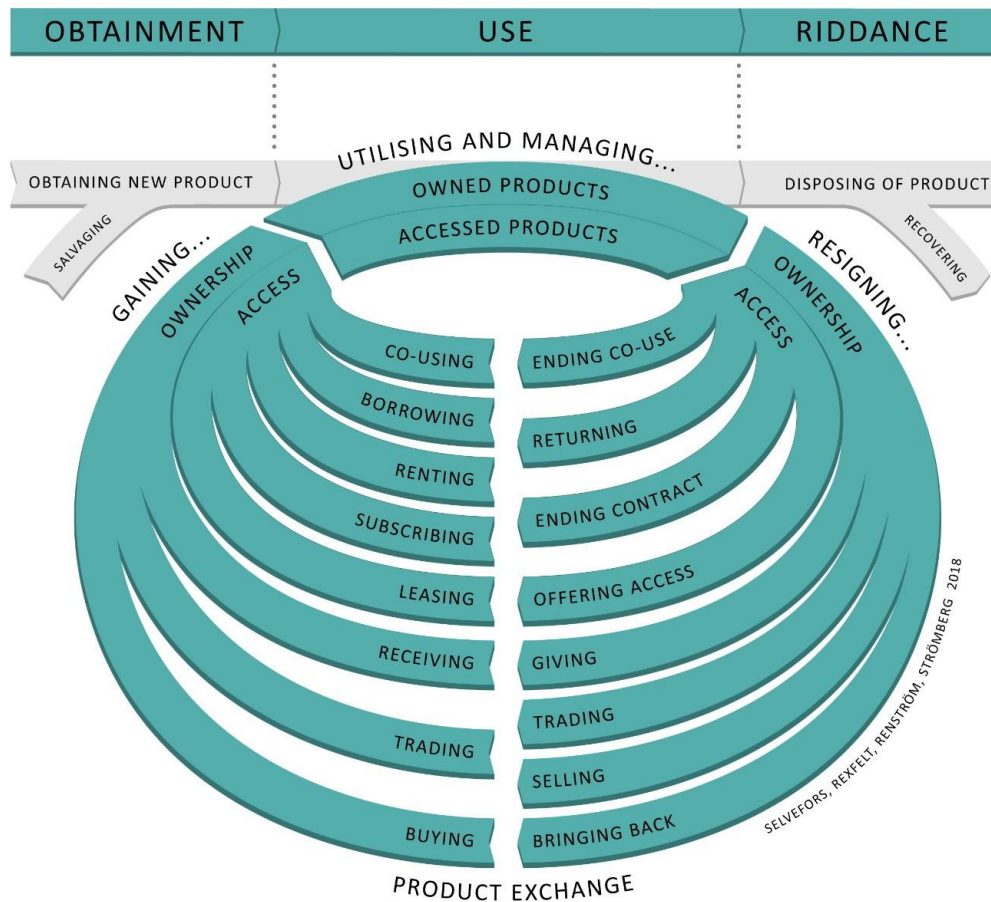 OBTAINMENT
USE
RIDDANCE
UTILISING AND MANAGING...
OBTAINING NEW PRODUCT
OWNED PRODUCTS
DISPOSING OF PRODUCT
SALVAGING
ACCESSED PRODUCTS
RECOVERING
GAINING...
OWNERSHIP
ACCESS
RESIGNING...
OWNERSHIP
ACCESS
CO-USING
ENDING CO-USE
BORROWING
RETURNING
RENTING
ENDING CONTRACT
SUBSCRIBING
LEASING
OFFERING ACCESS
RECEIVING
GIVING
TRADING
TRADING
SELLING
BUYING
BRINGING BACK
SELVEFORS, REXFELT, RENSTRÖM, STRÖMBERG 2018
PRODUCT EXCHANGE